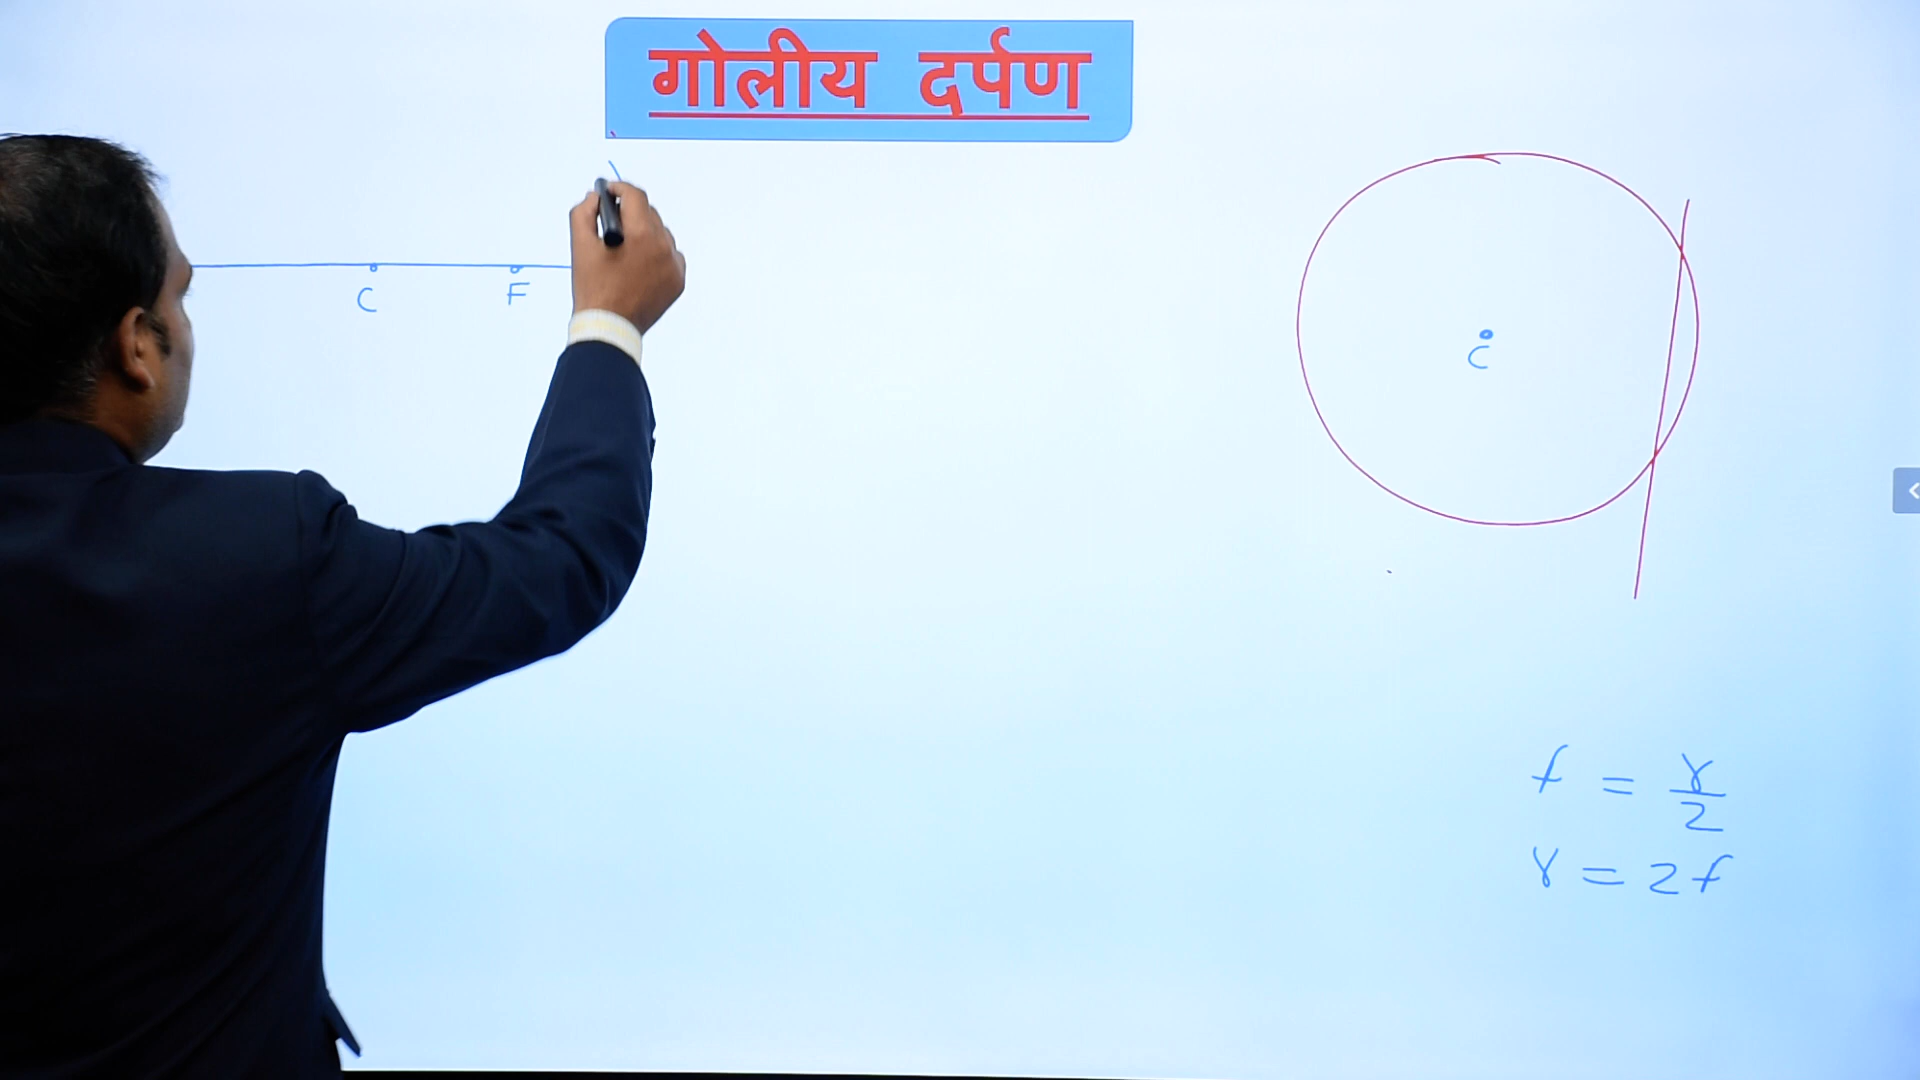 गोलीय दर्पण
C F
C
f = r/2
r = 2f